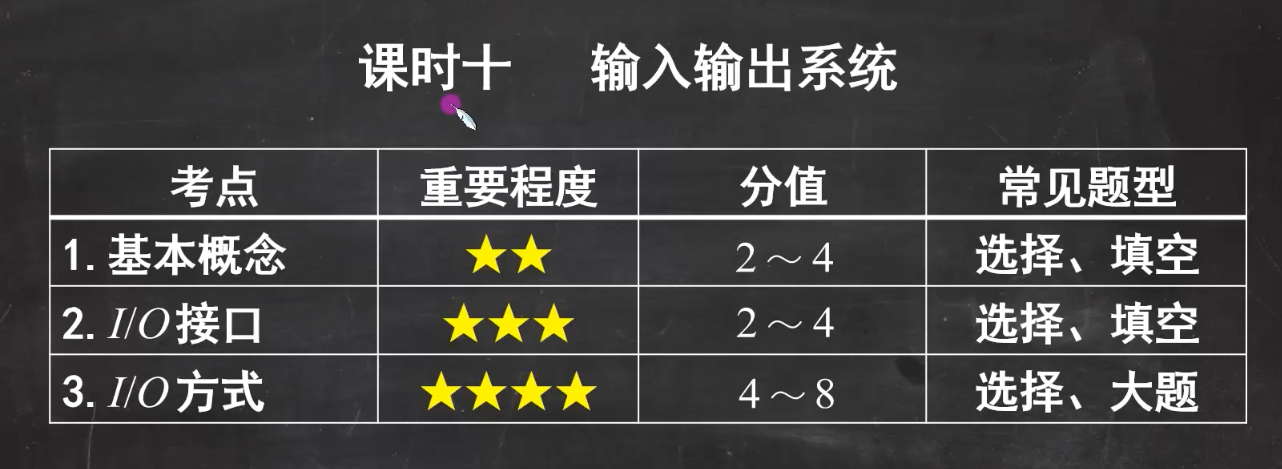 课时十 输入输出系统
考点 重要程度 分值 常见题型
1.基本概念 ★★ 2～4 选择、填空
2.I/O接口 ★★★ 2～4 选择、填空
3.I/O方式 ★★★★ 4～8 选择、大题